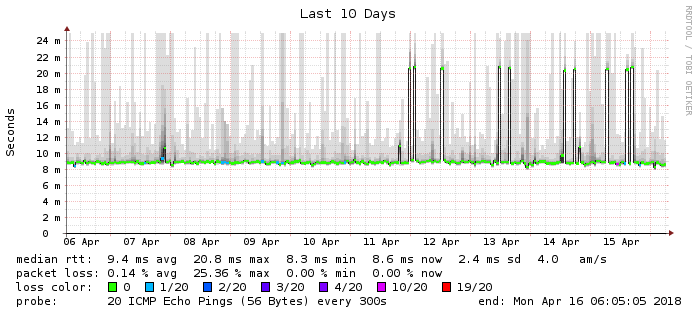 Last 10 Days
RRDTOOL / TOBI OETIKER
Seconds
24 m
22 m
20 m
18 m
16 m
14 m
12 m
10 m
8 m
6 m
4 m
2 m
0
06 Apr 07 Apr 08 Apr 09 Apr 10 Apr 11 Apr 12 Apr 13 Apr 14 Apr 15 Apr
median rtt: 9.4 ms avg 20.8 ms max 8.3 ms min 8.6 ms now 2.4 ms sd 4.0 am/s
packet loss: 0.14 % avg 25.36 % max 0.00 % min 0.00 % now
loss color: 0 1/20 2/20 3/20 4/20 10/20 19/20
probe: 20 ICMP Echo Pings (56 Bytes) every 300s end: Mon Apr 16 06:05:05 2018